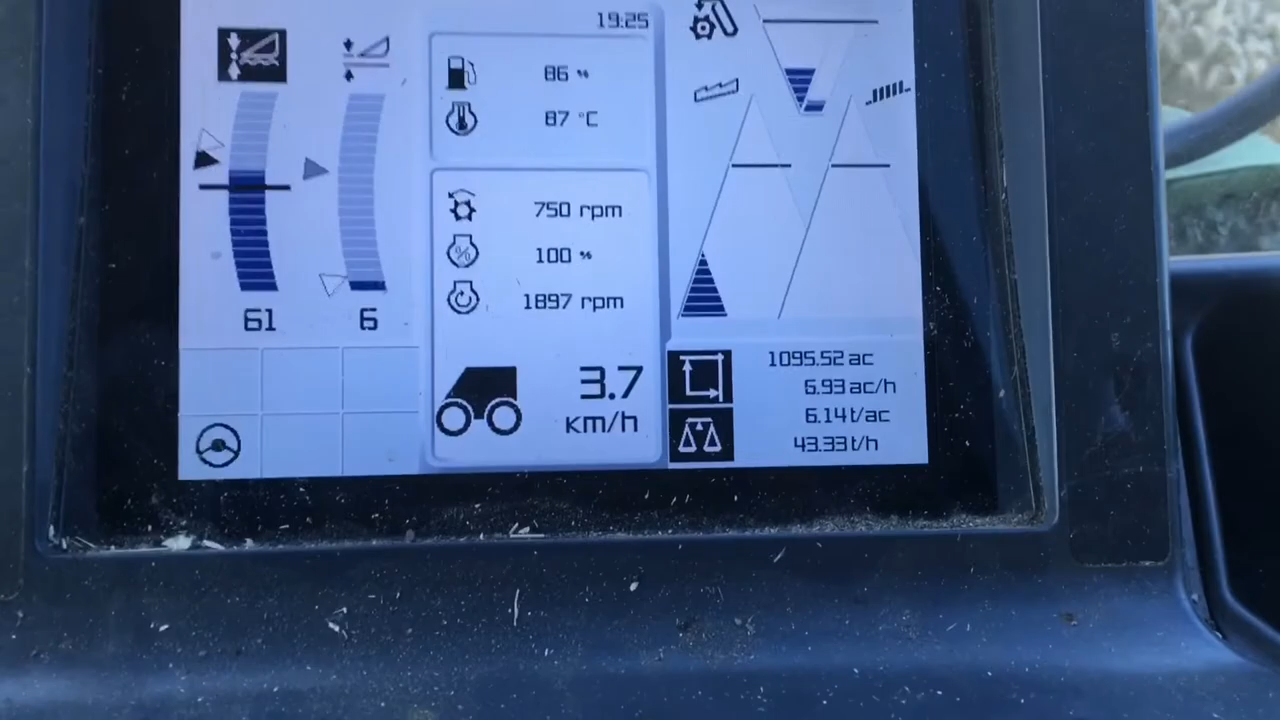 19:25
86 %
87 °C
750 rpm
100 %
1897 rpm
61
6
3.7
km/h
1095.52 ac
6.93 ac/h
6.14 t/ac
43.33 t/h